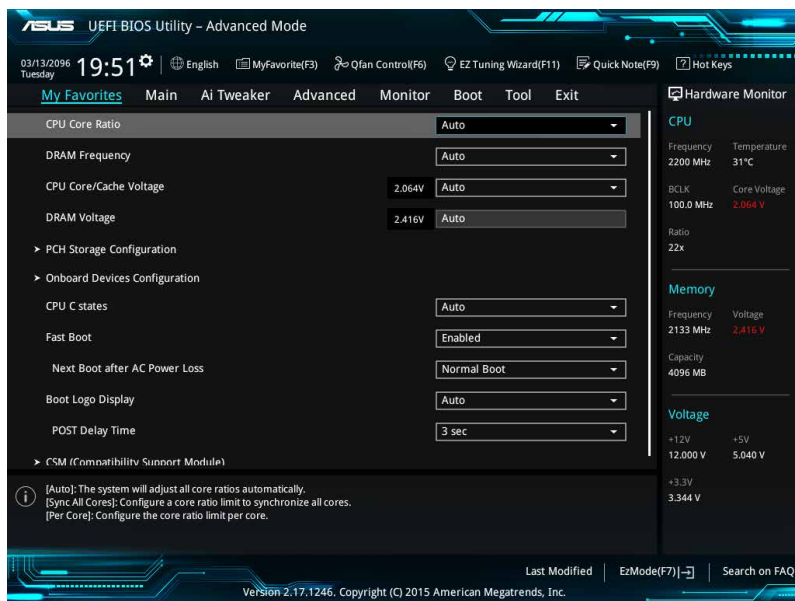 ASUS UEFI BIOS Utility – Advanced Mode
03/13/2096
Tuesday
19:51
English
MyFavorite(F3)
Qfan Control(F6)
EZ Tuning Wizard(F11)
Quick Note(F9)
? Hot Keys
My Favorites Main Ai Tweaker Advanced Monitor Boot Tool Exit
CPU Core Ratio Auto
DRAM Frequency Auto
CPU Core/Cache Voltage 2.064V Auto
DRAM Voltage 2.416V Auto
> PCH Storage Configuration
> Onboard Devices Configuration
CPU C states Auto
Fast Boot Enabled
Next Boot after AC Power Loss Normal Boot
Boot Logo Display Auto
POST Delay Time 3 sec
> CSM (Compatibility Support Module)
[Auto]: The system will adjust all core ratios automatically.
[Sync All Cores]: Configure a core ratio limit to synchronize all cores.
[Per Core]: Configure the core ratio limit per core.
Hardware Monitor
CPU
Frequency Temperature
2200 MHz 31°C
BCLK Core Voltage
100.0 MHz 2.064 V
Ratio
22x
Memory
Frequency Voltage
2133 MHz 2.416 V
Capacity
4096 MB
Voltage
+12V +5V
12.000 V 5.040 V
+3.3V
3.344 V
Last Modified
EzMode(F7)
Search on FAQ
Version 2.17.1246. Copyright (C) 2015 American Megatrends, Inc.